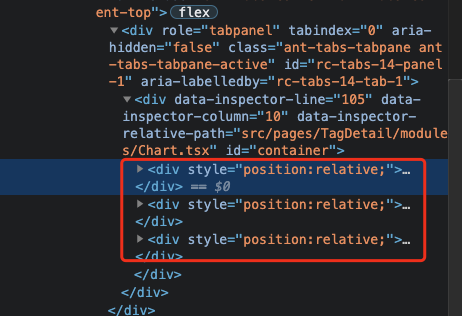 ent-top"> flex
▼<div role="tabpanel" tabindex="0" aria-
hidden="false" class="ant-tabs-tabpane ant
-tabs-tabpane-active" id="rc-tabs-14-panel
-1" aria-labelledby="rc-tabs-14-tab-1">
▼<div data-inspector-line="105" data-
inspector-column="10" data-inspector-
relative-path="src/pages/TagDetail/module
s/Chart.tsx" id="container">
▶<div style="position:relative;">…
</div> == $0
▶<div style="position:relative;">…
</div>
▶<div style="position:relative;">…
</div>
</div>
</div>
</div>